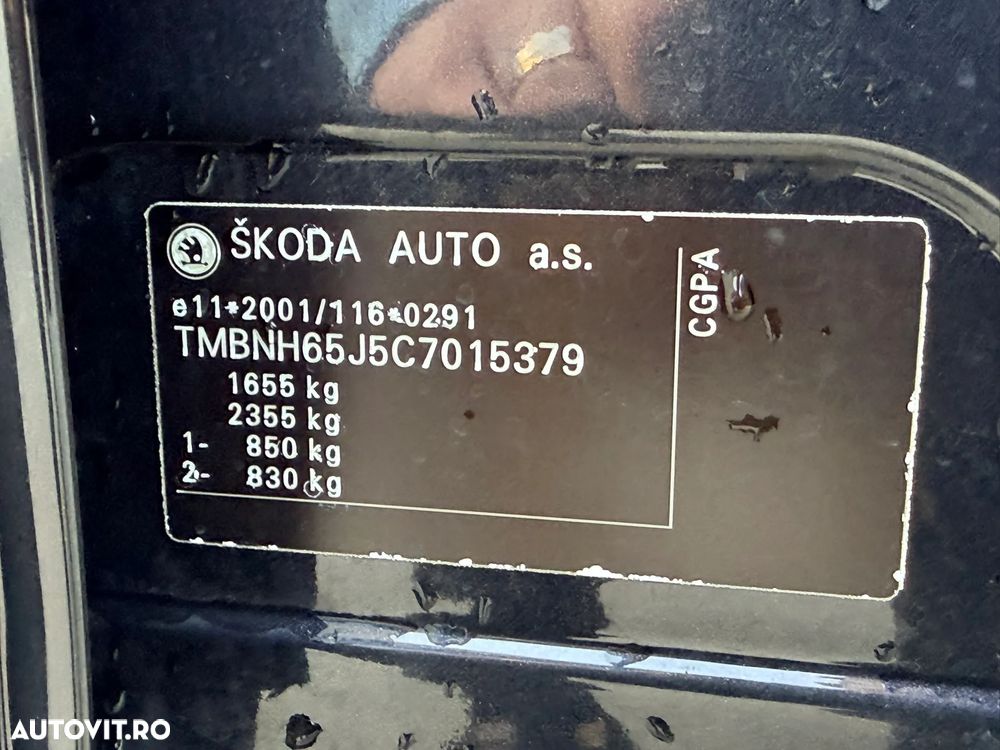 ŠKODA AUTO a.s.
e11*2001/116*0291
TMBNH65J5C7015379
1655 kg
2355 kg
1- 850 kg
2- 830 kg
CGPA
AUTOVIT.RO